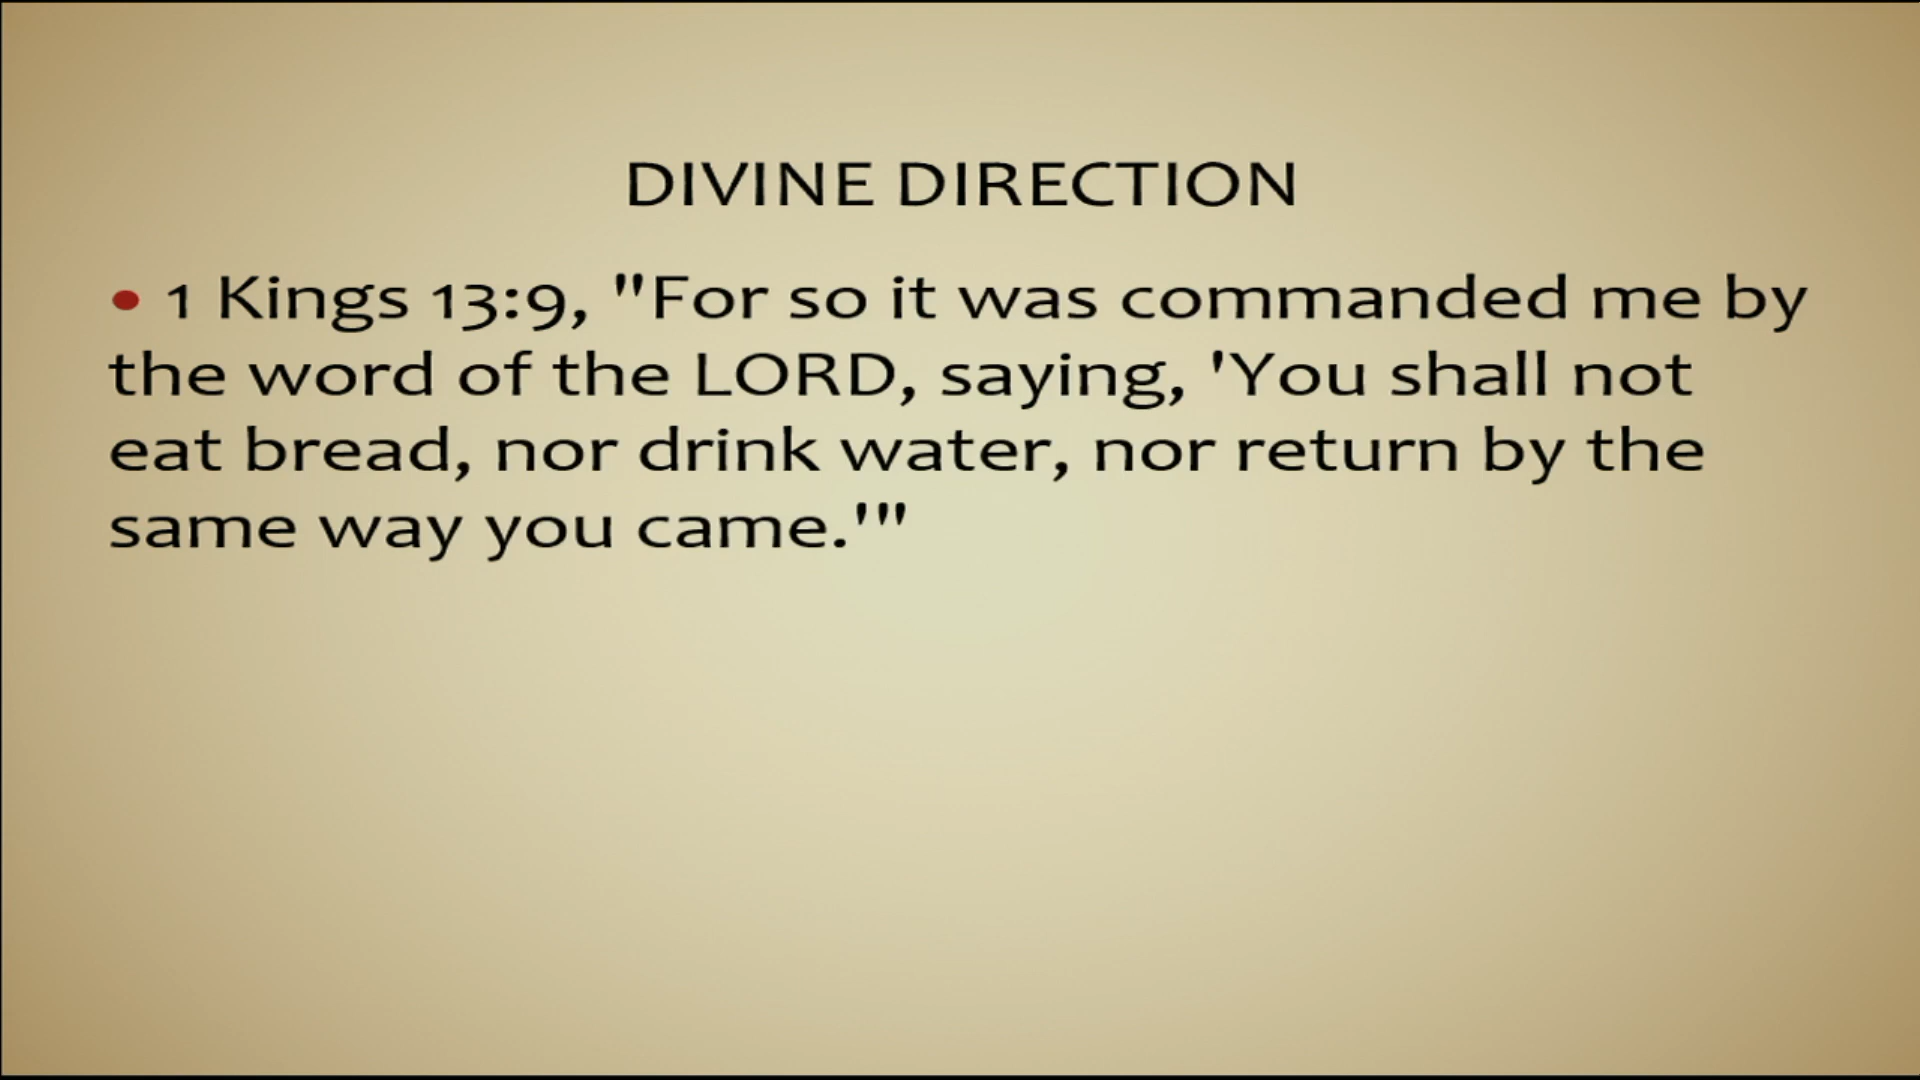 DIVINE DIRECTION
• 1 Kings 13:9, "For so it was commanded me by
the word of the LORD, saying, 'You shall not
eat bread, nor drink water, nor return by the
same way you came.'"